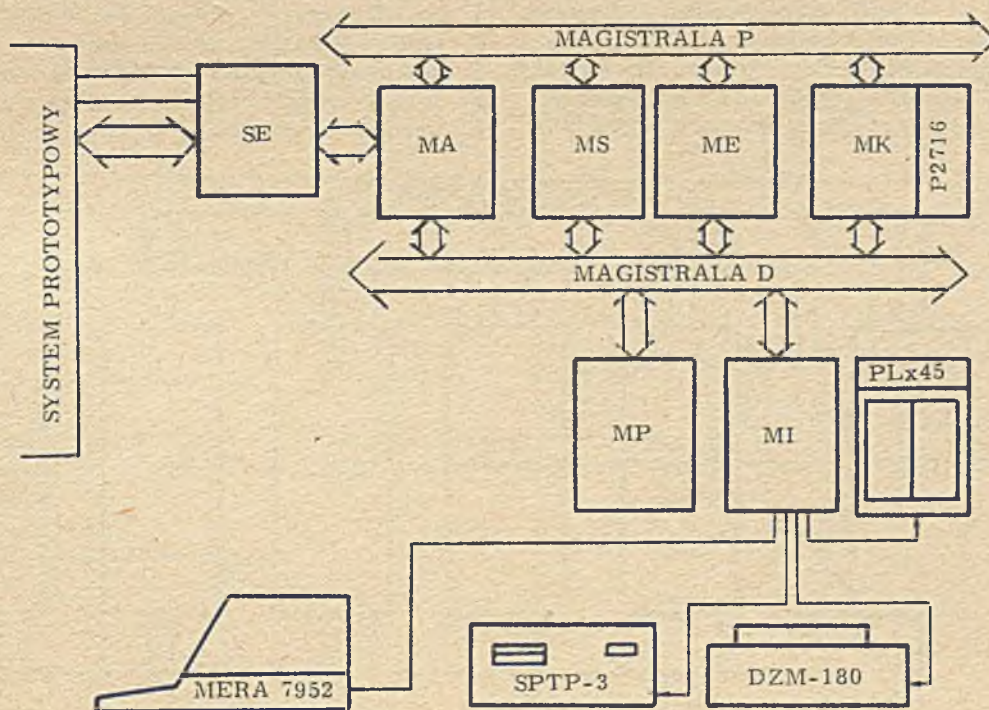 MAGISTRALA P
SYSTEM PROTOTYPOWY
SE
MA
MS
ME
MK
P2716
MAGISTRALA D
MP
MI
PLx45
MERA 7952
SPTP-3
DZM-180